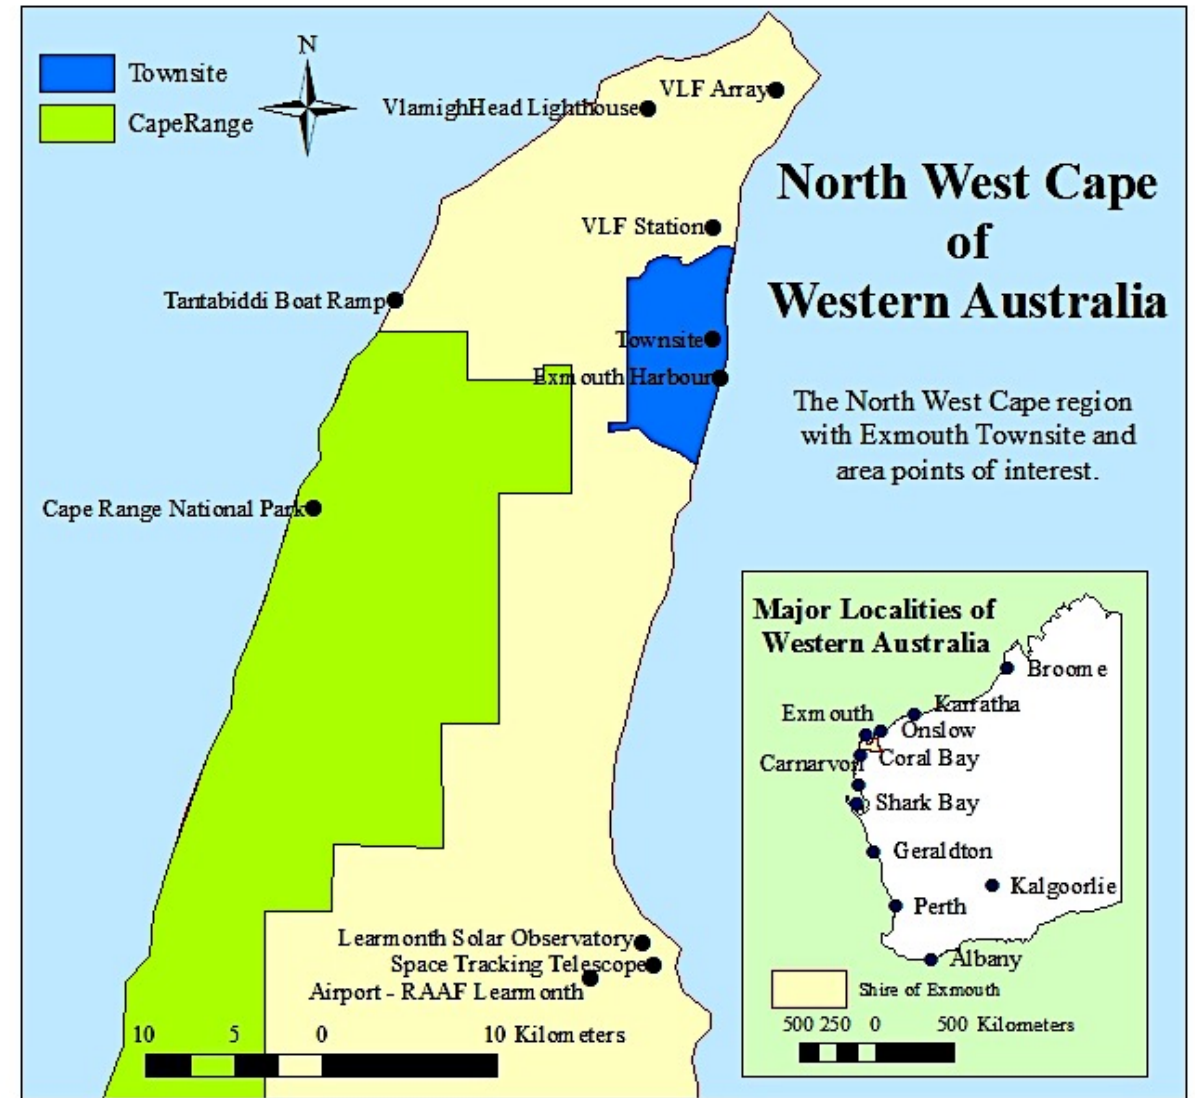 N
Townsite
CapeRange
VLF Array
VlamighHead Lighthouse
North West Cape
of
Western Australia
VLF Station
Tantabiddi Boat Ramp
Townsite
Exmouth Harbour
The North West Cape region
with Exmouth Townsite and
area points of interest.
Cape Range National Park
Major Localities of
Western Australia
Broome
Karratha
Exmouth
Onslow
Carnarvon
Coral Bay
Shark Bay
Geraldton
Kalgoorlie
Perth
Albany
Shire of Exmouth
500 250 0 500 Kilometers
Learmonth Solar Observatory
Space Tracking Telescope
Airport - RAAF Learmonth
10 5 0 10 Kilometers